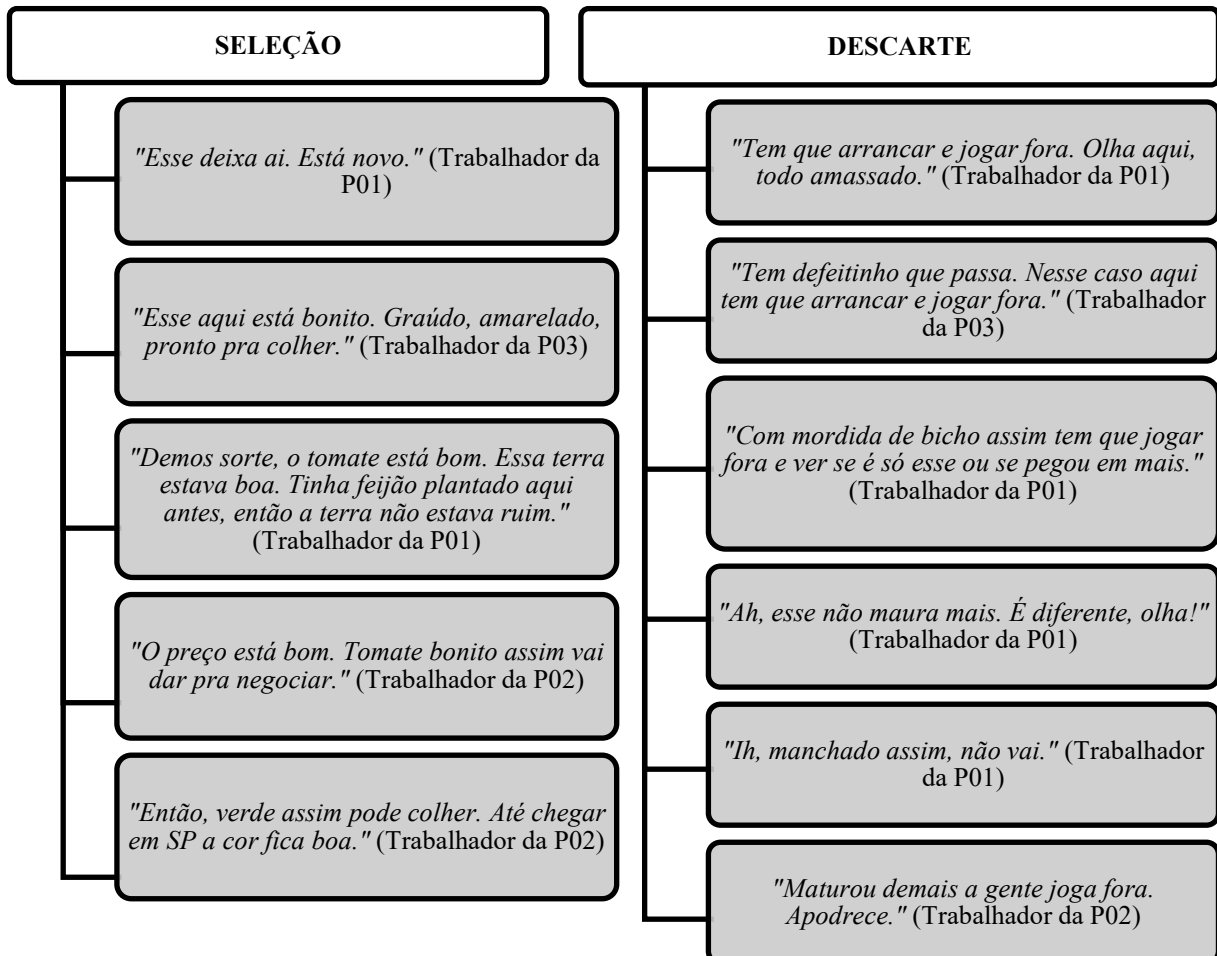 SELEÇÃO
"Esse deixa ai. Está novo." (Trabalhador da
P01)
"Esse aqui está bonito. Graúdo, amarelado,
pronto pra colher." (Trabalhador da P03)
"Demos sorte, o tomate está bom. Essa terra
estava boa. Tinha feijão plantado aqui
antes, então a terra não estava ruim."
(Trabalhador da P01)
"O preço está bom. Tomate bonito assim vai
dar pra negociar." (Trabalhador da P02)
"Então, verde assim pode colher. Até chegar
em SP a cor fica boa." (Trabalhador da P02)
DESCARTE
"Tem que arrancar e jogar fora. Olha aqui,
todo amassado." (Trabalhador da P01)
"Tem defeitinho que passa. Nesse caso aqui
tem que arrancar e jogar fora." (Trabalhador
da P03)
"Com mordida de bicho assim tem que jogar
fora e ver se é só esse ou se pegou em mais."
(Trabalhador da P01)
"Ah, esse não maura mais. É diferente, olha!"
(Trabalhador da P01)
"Ih, manchado assim, não vai." (Trabalhador
da P01)
"Maturou demais a gente joga fora.
Apodrece." (Trabalhador da P02)